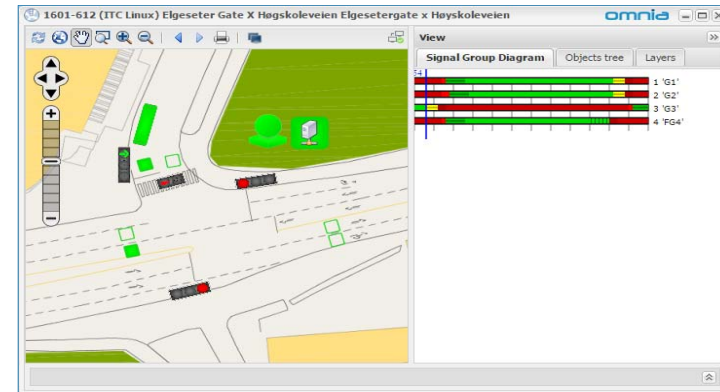 1601-612 (ITC Linux) Elgeseter Gate X Høgskoleveien Elgesetergate x Høyskoleveien
omnia
View
Signal Group Diagram
Objects tree
Layers
54
1 'G1'
2 'G2'
3 'G3'
4 'FG4'